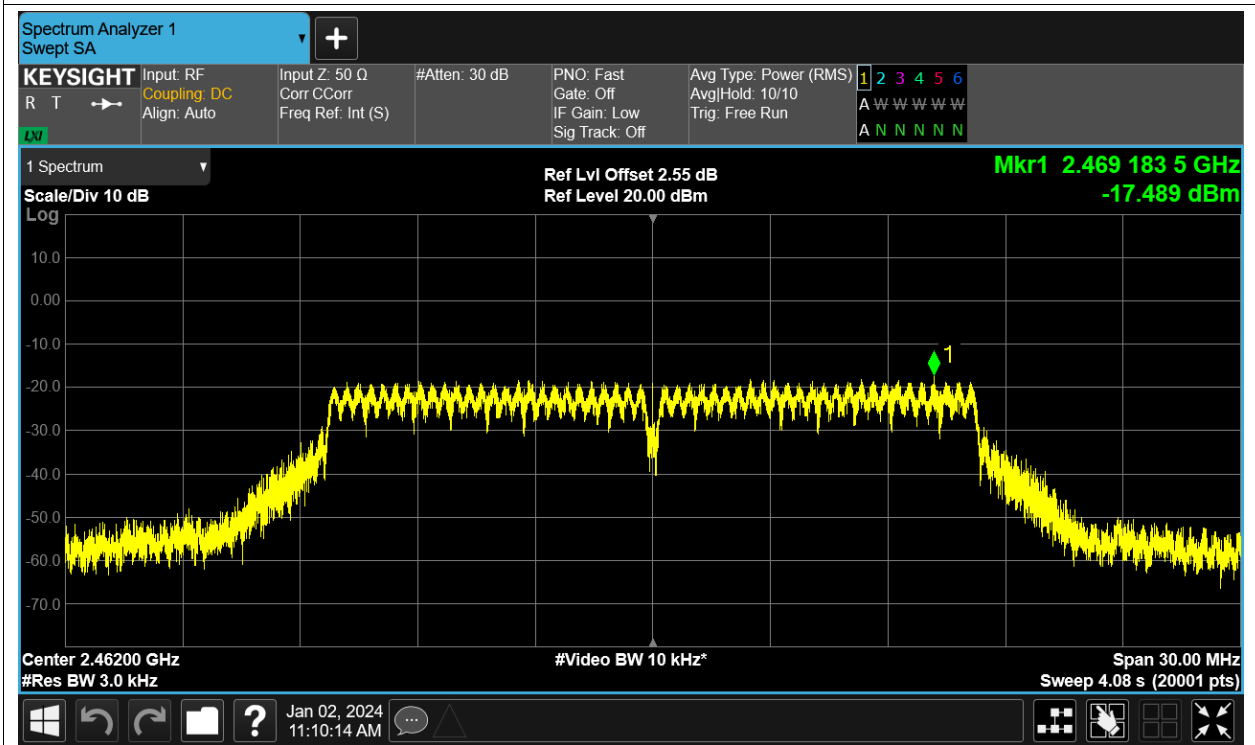 Spectrum Analyzer 1
Swept SA
KEYSIGHT
R T
LXI
Input: RF
Coupling: DC
Align: Auto
Input Z: 50 Ω
Corr CCorr
Freq Ref: Int (S)
#Atten: 30 dB
PNO: Fast
Gate: Off
IF Gain: Low
Sig Track: Off
Avg Type: Power (RMS)
Avg|Hold: 10/10
Trig: Free Run
1 2 3 4 5 6
A W W W W W
A N N N N N
1 Spectrum
Scale/Div 10 dB
Log
Ref Lvl Offset 2.55 dB
Ref Level 20.00 dBm
Mkr1 2.469 183 5 GHz
-17.489 dBm
10.0
0.00
-10.0
-20.0
-30.0
-40.0
-50.0
-60.0
-70.0
1
Center 2.46200 GHz
#Res BW 3.0 kHz
#Video BW 10 kHz*
Span 30.00 MHz
Sweep 4.08 s (20001 pts)
?
Jan 02, 2024
11:10:14 AM